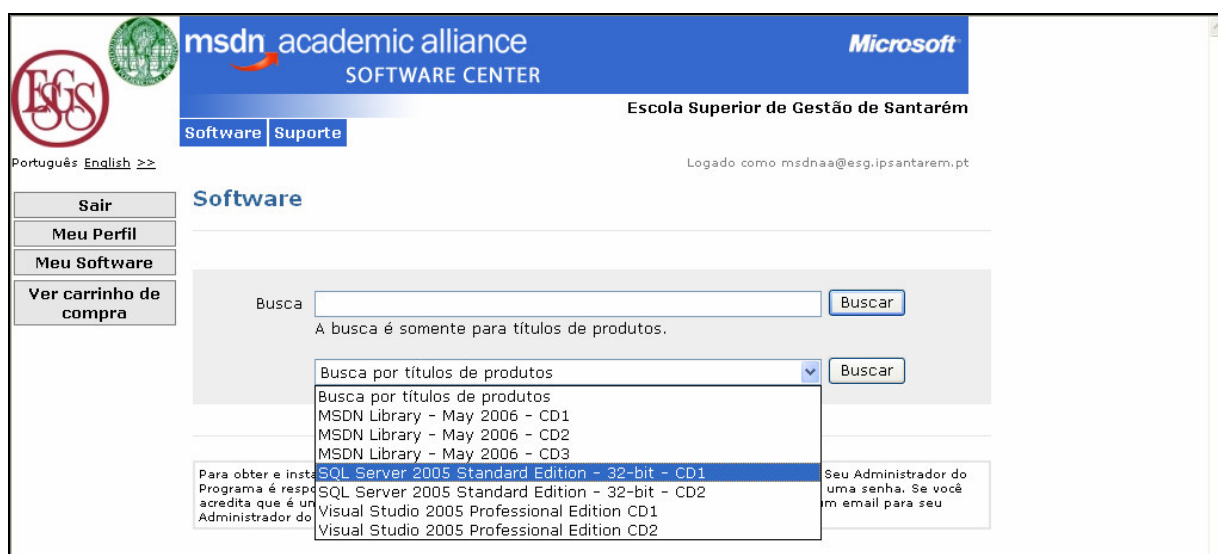 ESGS
msdn academic alliance
SOFTWARE CENTER
Microsoft
Escola Superior de Gestão de Santarém
Software Suporte
Português English >>
Logado como msdnaa@esg.ipsantarem.pt
Sair
Meu Perfil
Meu Software
Ver carrinho de
compra
Software
Busca
Buscar
A busca é somente para títulos de produtos.
Busca por títulos de produtos
Buscar
Busca por títulos de produtos
MSDN Library - May 2006 - CD1
MSDN Library - May 2006 - CD2
MSDN Library - May 2006 - CD3
SQL Server 2005 Standard Edition - 32-bit - CD1
SQL Server 2005 Standard Edition - 32-bit - CD2
Visual Studio 2005 Professional Edition CD1
Visual Studio 2005 Professional Edition CD2
Para obter e insta Seu Administrador do
Programa é respo uma senha. Se você
acredita que é un m email para seu
Administrador do